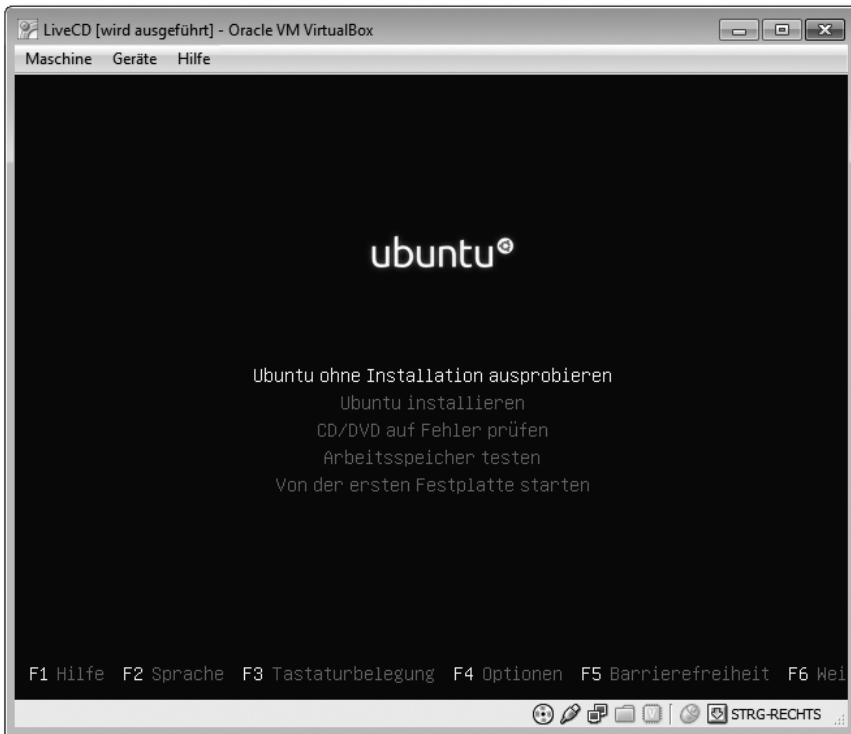 LiveCD [wird ausgeführt] - Oracle VM VirtualBox
Maschine Geräte Hilfe
ubuntu
Ubuntu ohne Installation ausprobieren
Ubuntu installieren
CD/DVD auf Fehler prüfen
Arbeitsspeicher testen
Von der ersten Festplatte starten
F1 Hilfe F2 Sprache F3 Tastaturbelegung F4 Optionen F5 Barrierefreiheit F6 Wei
STRG-RECHTS